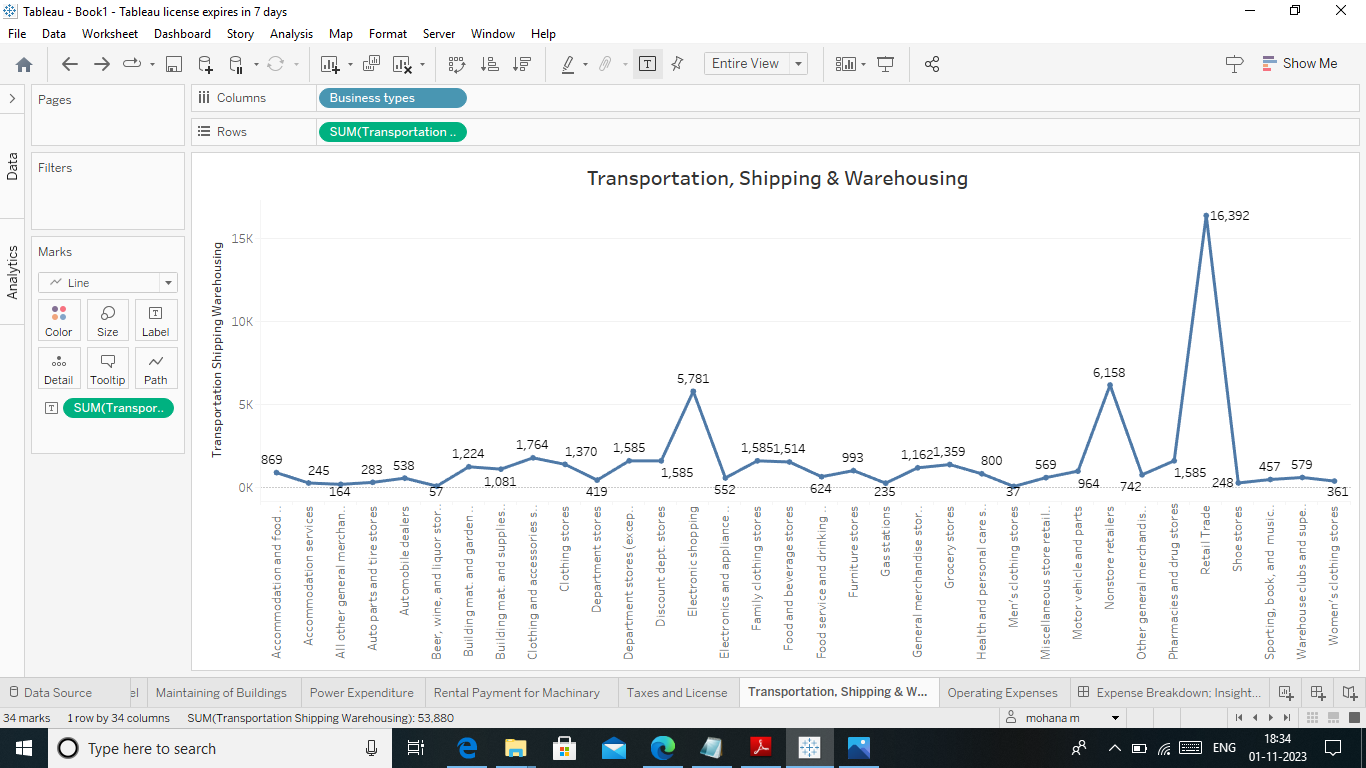 Tableau - Book1 - Tableau license expires in 7 days
File Data Worksheet Dashboard Story Analysis Map Format Server Window Help
Entire View
Show Me
Pages
Columns
Business types
Rows
SUM(Transportation ..
Data
Analytics
Filters
Marks
Line
Color Size Label
Detail Tooltip Path
SUM(Transpor..
Transportation, Shipping & Warehousing
Transportation Shipping Warehousing
15K
10K
5K
0K
869
245
164
283
538
57
1,224
1,081
1,764
1,370
419
1,585
1,585
5,781
552
1,585
1,514
624
993
235
1,162
1,359
800
37
569
964
6,158
742
1,585
16,392
248
457
579
361
Accommodation and food ..
Accommodation services
All other general merchan..
Auto parts and tire stores
Automobile dealers
Beer, wine, and liquor stor..
Building mat. and garden ..
Building mat. and supplies..
Clothing and accessories s..
Clothing stores
Department stores
Department stores (excep..
Discount dept. stores
Electronic shopping
Electronics and appliance..
Family clothing stores
Food and beverage stores
Food service and drinking ..
Furniture stores
Gas stations
General merchandise stor..
Grocery stores
Health and personal care s..
Men's clothing stores
Miscellaneous store retail..
Motor vehicle and parts
Nonstore retailers
Other general merchandis..
Pharmacies and drug stores
Retail Trade
Shoe stores
Sporting, book, and music..
Warehouse clubs and supe..
Women's clothing stores
Data Source el Maintaining of Buildings Power Expenditure Rental Payment for Machinary Taxes and License Transportation, Shipping & W... Operating Expenses Expense Breakdown; Insight...
34 marks 1 row by 34 columns SUM(Transportation Shipping Warehousing): 53,880 mohana m
Type here to search
ENG
18:34
01-11-2023